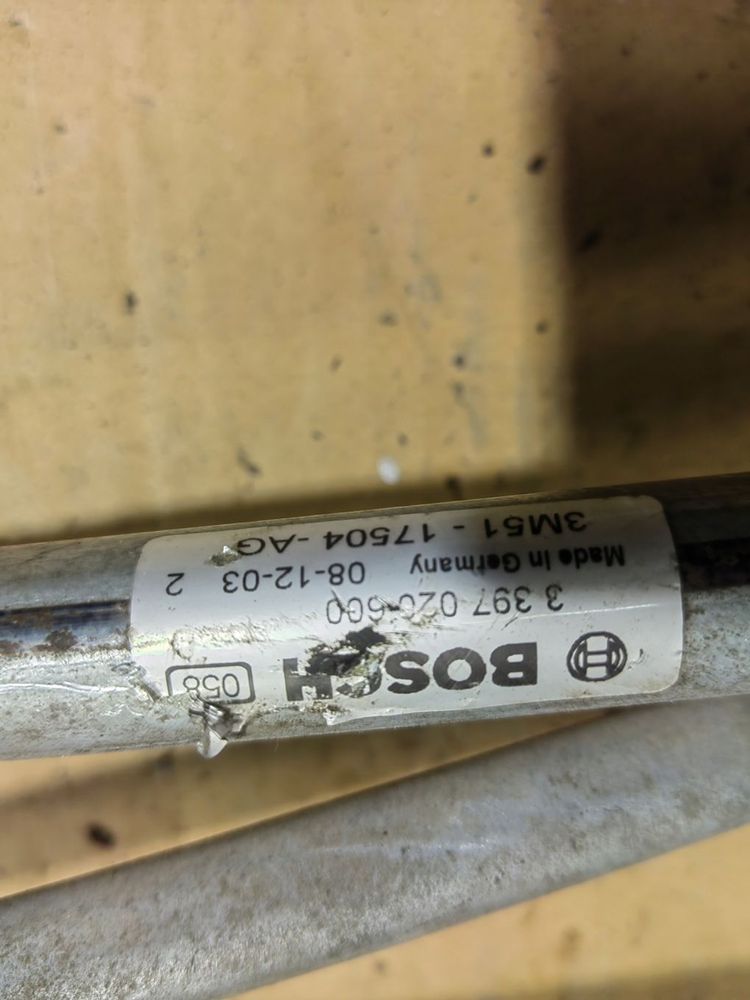 BOSCH 058
3 397 020-600
Made In Germany 08-12-03 2
3M51 - 17504 -AG